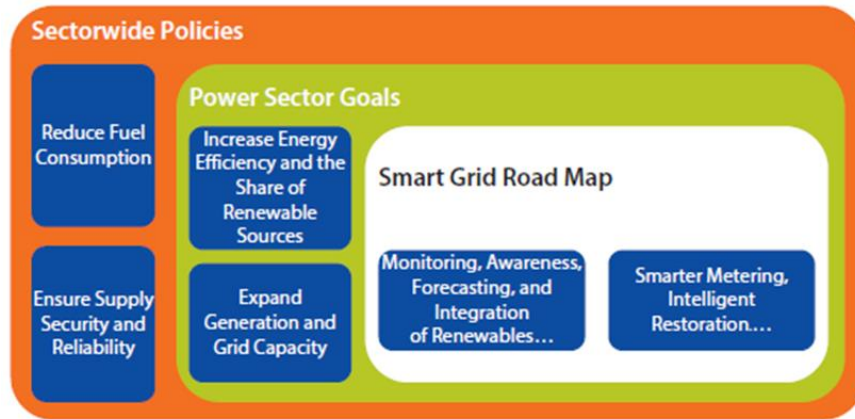 Sectorwide Policies
Reduce Fuel
Consumption
Ensure Supply
Security and
Reliability
Power Sector Goals
Increase Energy
Efficiency and the
Share of
Renewable
Sources
Expand
Generation and
Grid Capacity
Smart Grid Road Map
Monitoring, Awareness,
Forecasting, and
Integration
of Renewables…
Smarter Metering,
Intelligent
Restoration….